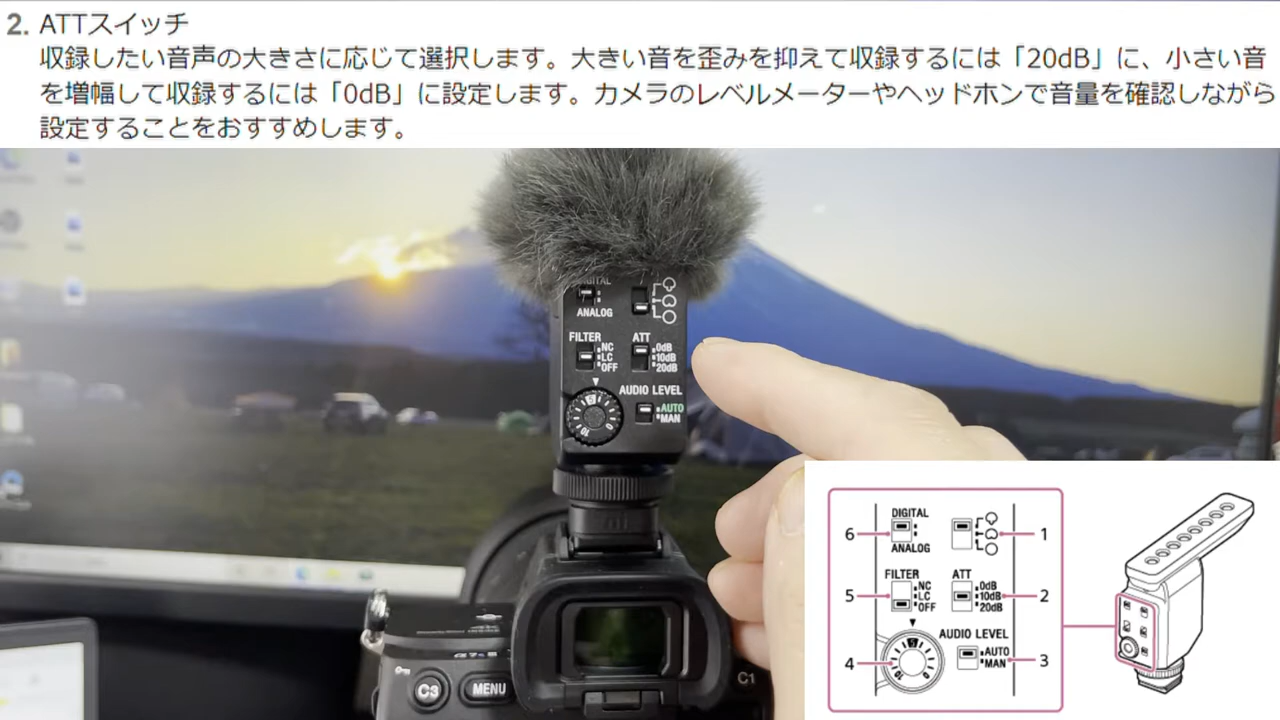 2. ATTスイッチ
収録したい音声の大きさに応じて選択します。大きい音を歪みを抑えて収録するには「20dB」に、小さい音
を増幅して収録するには「0dB」に設定します。カメラのレベルメーターやヘッドホンで音量を確認しながら
設定することをおすすめします。
DIGITAL
ANALOG
FILTER
NC
LC
OFF
ATT
0dB
10dB
20dB
AUDIO LEVEL
AUTO
MAN
5
10
0
C3
MENU
C1
DIGITAL
ANALOG
6
1
FILTER
NC
LC
OFF
ATT
0dB
10dB
20dB
5
2
AUDIO LEVEL
AUTO
MAN
5
10
0
4
3